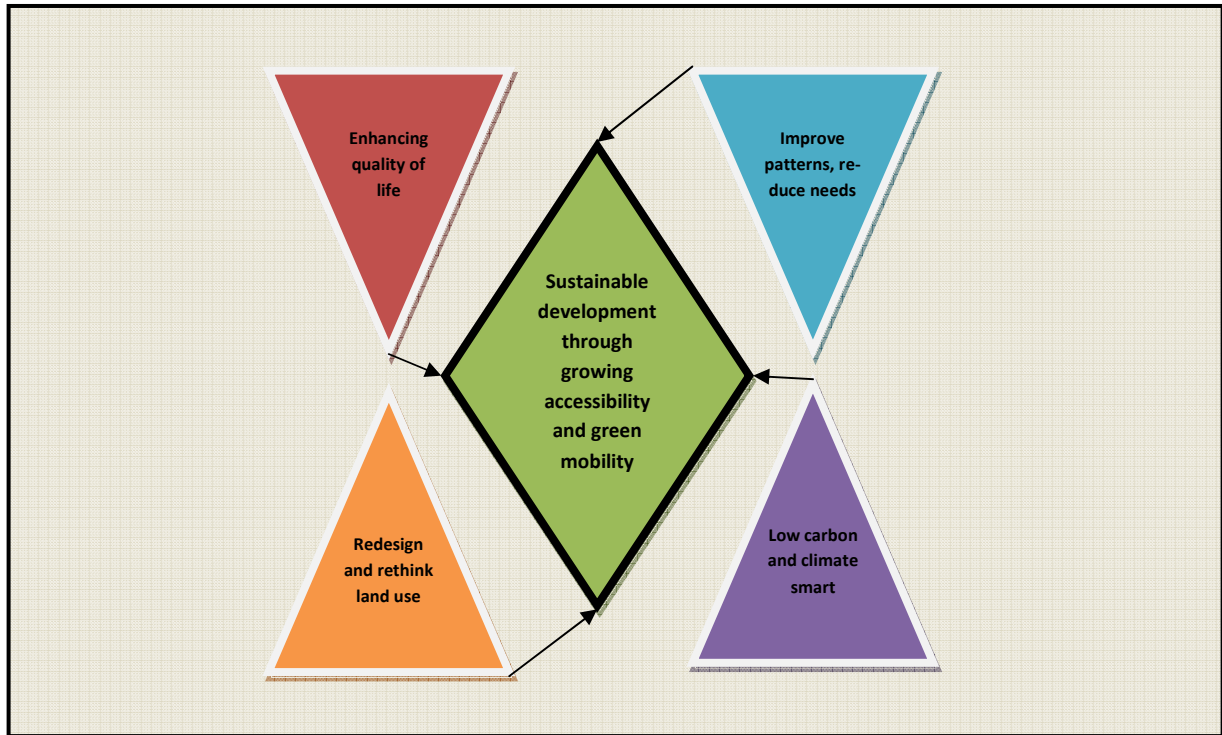 Enhancing
quality of
life
Improve
patterns, re-
duce needs
Sustainable
development
through
growing
accessibility
and green
mobility
Redesign
and rethink
land use
Low carbon
and climate
smart